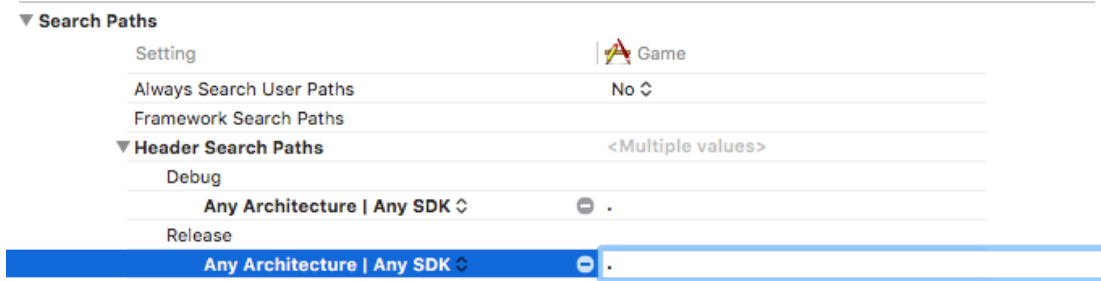 Search Paths
Setting Game
Always Search User Paths No
Framework Search Paths
Header Search Paths <Multiple values>
Debug
Any Architecture | Any SDK .
Release
Any Architecture | Any SDK .